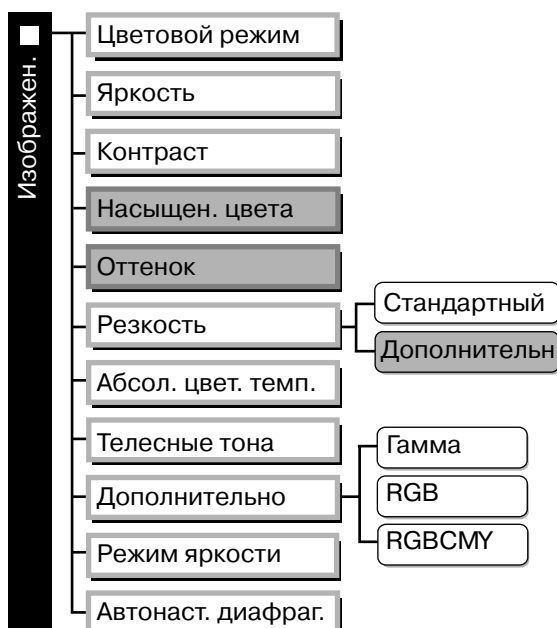 Изображен.
Цветовой режим
Яркость
Контраст
Насыщен. цвета
Оттенок
Резкость
Стандартный
Дополнительн
Абсол. цвет. темп.
Телесные тона
Дополнительно
Гамма
RGB
RGBCMY
Режим яркости
Автонаст. диафраг.